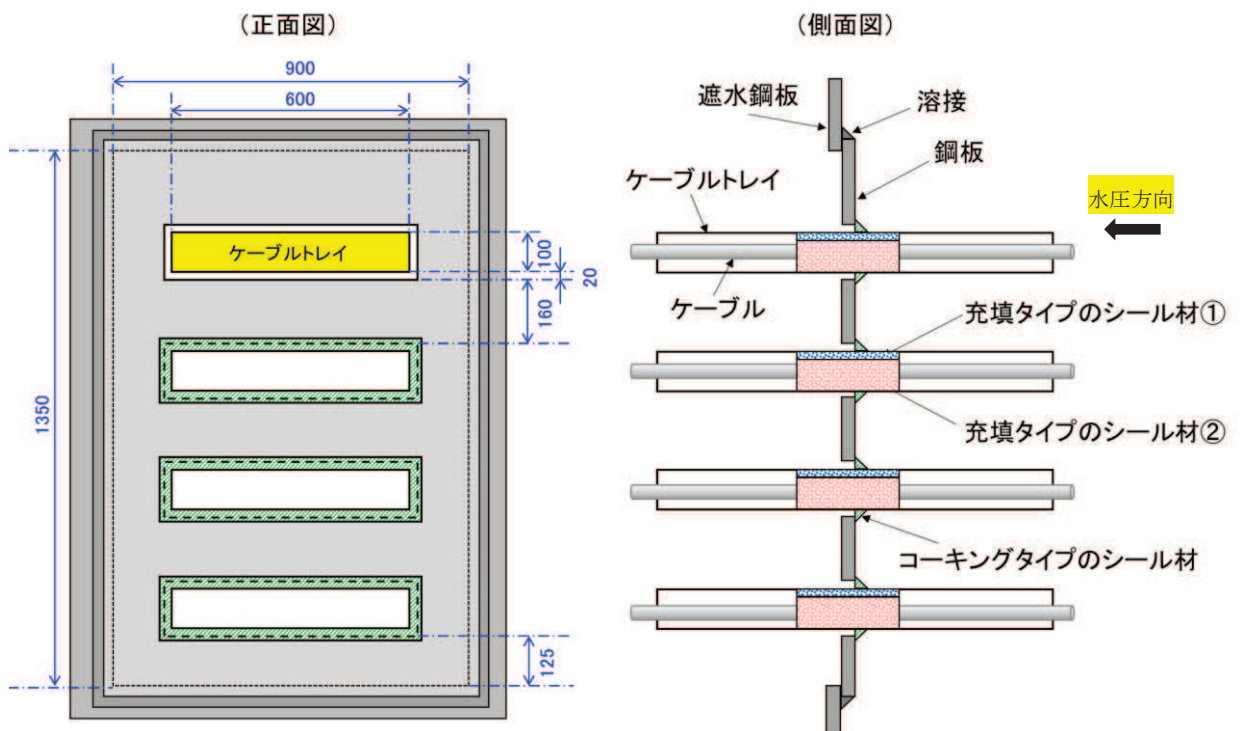 (正面図)
900
600
1350
ケーブルトレイ
100
20
160
125
(側面図)
遮水鋼板
溶接
鋼板
ケーブルトレイ
水圧方向
ケーブル
充填タイプのシール材①
充填タイプのシール材②
コーキングタイプのシール材